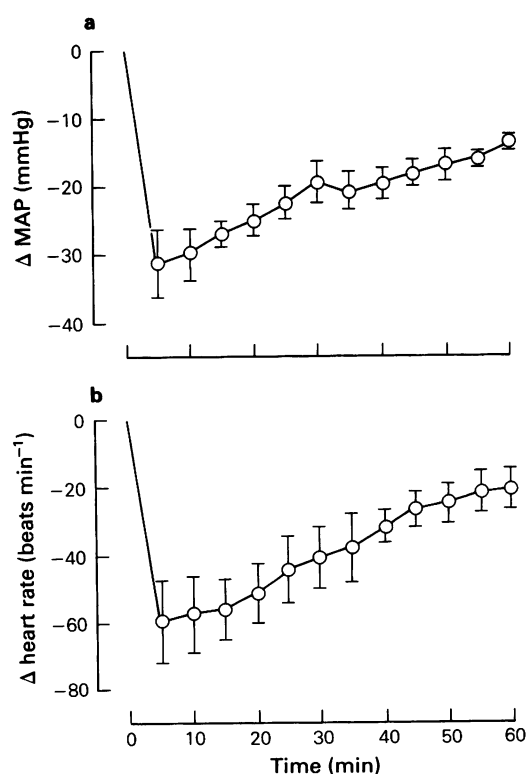 a
0
−10
−20
−30
−40
Δ MAP (mmHg)
b
0
−20
−40
−60
−80
Δ heart rate (beats min⁻¹)
0 10 20 30 40 50 60
Time (min)